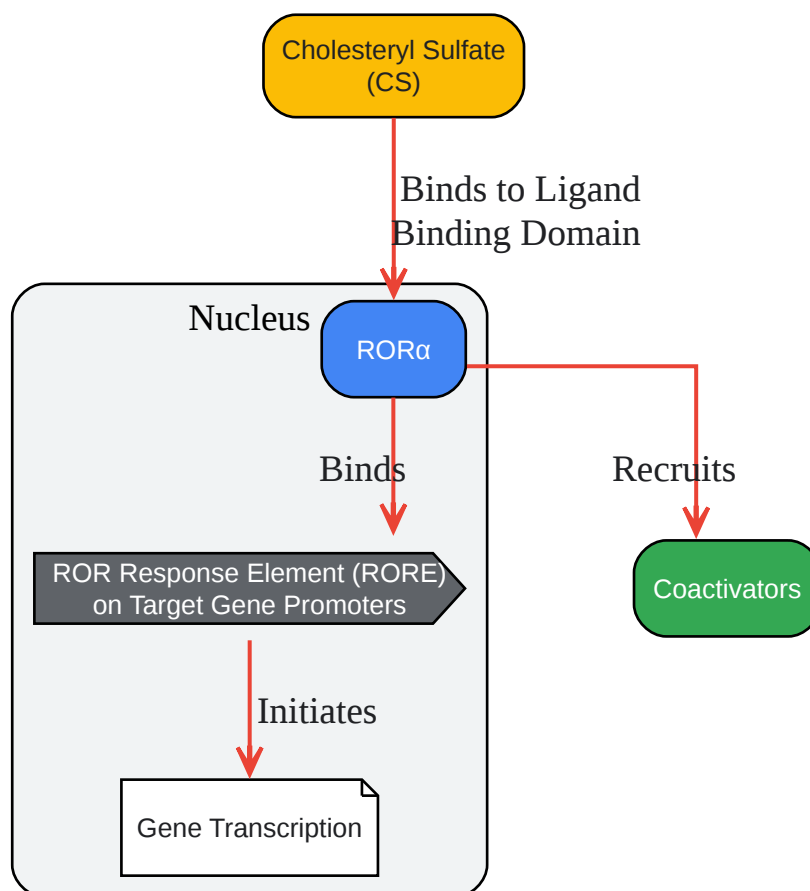 Cholesteryl Sulfate
(CS)
Binds to Ligand
Binding Domain
Nucleus
RORα
Binds
Recruits
ROR Response Element (RORE)
on Target Gene Promoters
Coactivators
Initiates
Gene Transcription